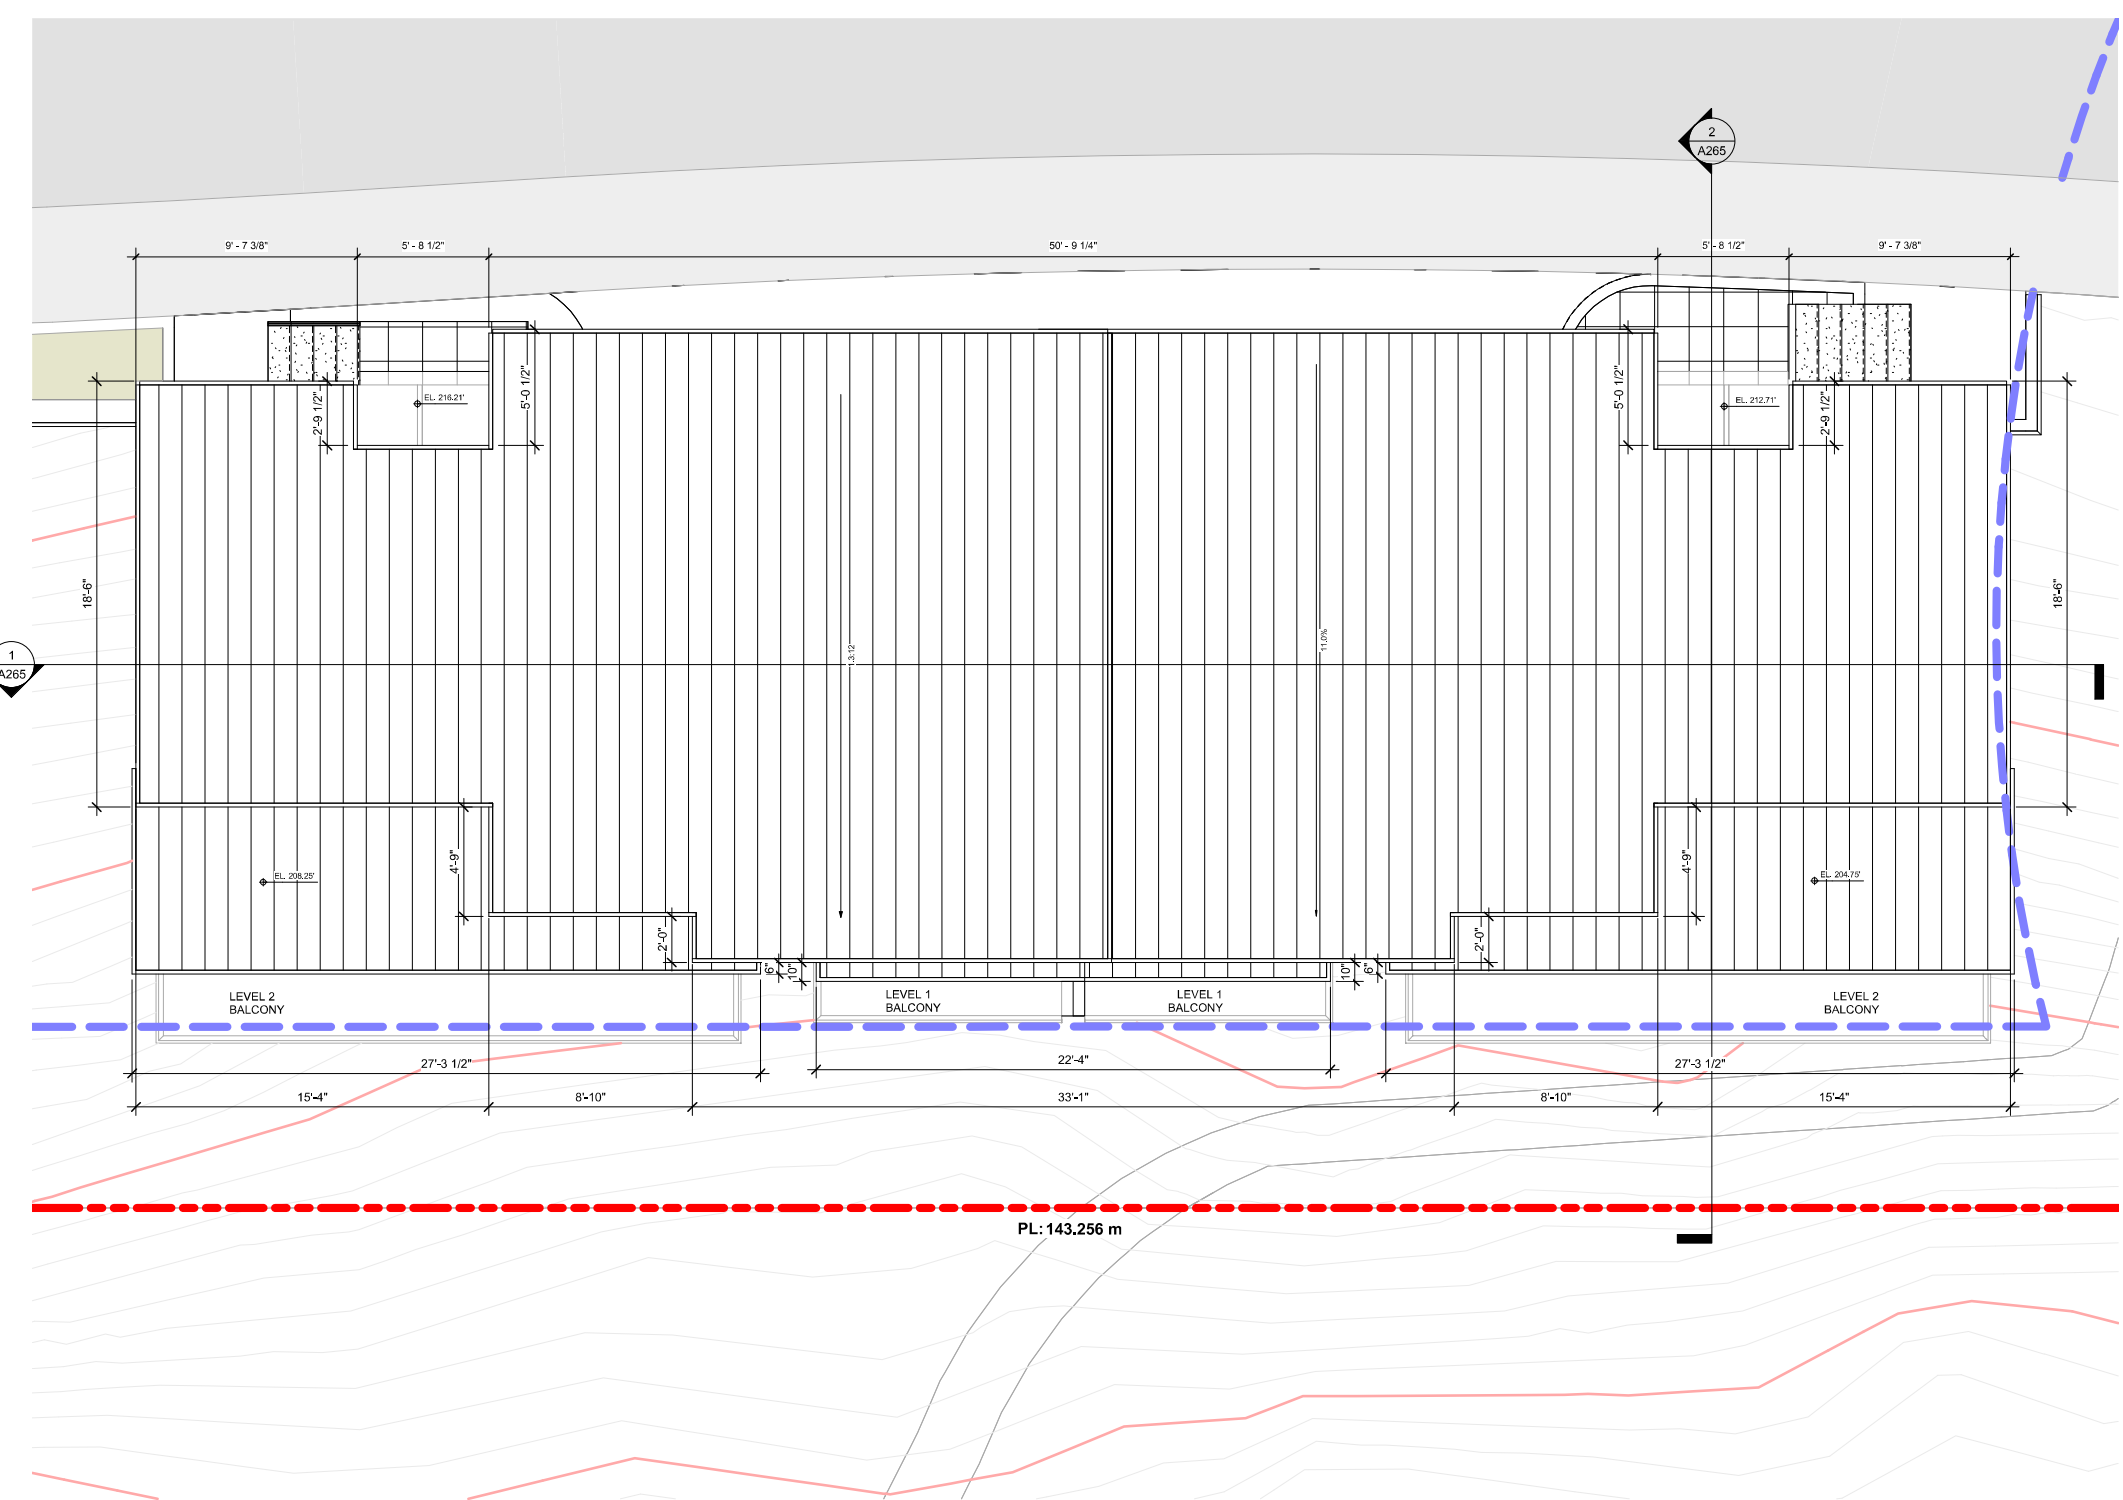 2
A265
9' - 7 3/8"
5' - 8 1/2"
50' - 9 1/4"
5' - 8 1/2"
9' - 7 3/8"
2'-9 1/2"
EL. 216.21'
5'-0 1/2"
5'-0 1/2"
EL. 212.71'
2'-9 1/2"
18'-6"
18'-6"
1
A265
.3:12
11.0%
4'-9"
4'-9"
EL. 208.25'
EL. 204.75'
2'-0"
6"
10"
10"
6"
2'-0"
LEVEL 2
BALCONY
LEVEL 1
BALCONY
LEVEL 1
BALCONY
LEVEL 2
BALCONY
27'-3 1/2"
22'-4"
27'-3 1/2"
15'-4"
8'-10"
33'-1"
8'-10"
15'-4"
PL: 143.256 m